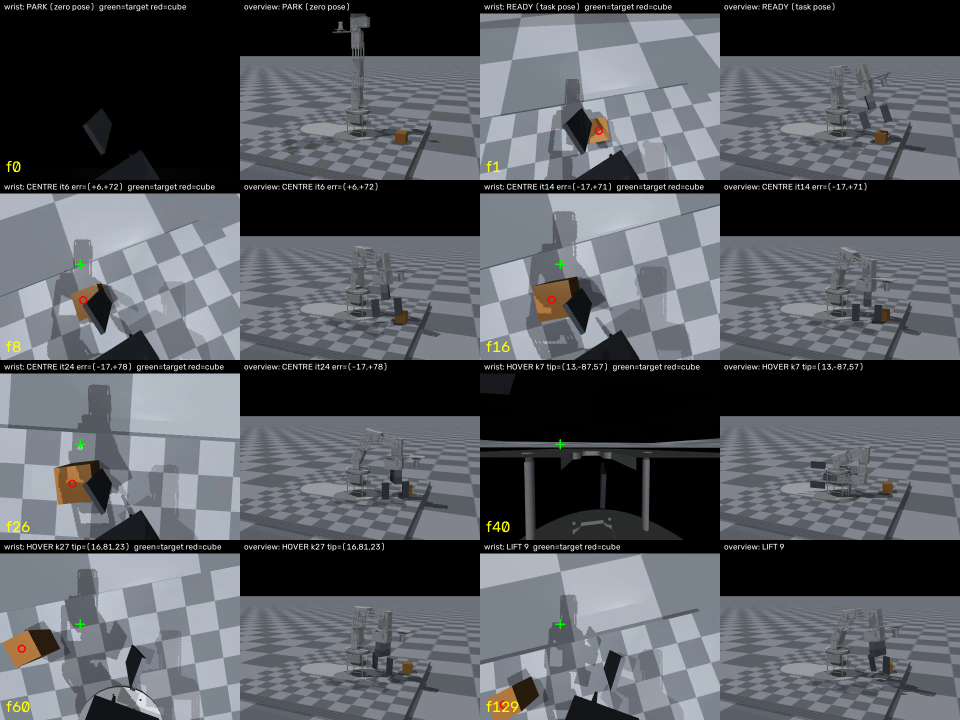 wrist: PARK (zero pose) green=target red=cube
overview: PARK (zero pose)
wrist: READY (task pose) green=target red=cube
overview: READY (task pose)
f0
f1
wrist: CENTRE it6 err=(+6,+72) green=target red=cube
overview: CENTRE it6 err=(+6,+72)
wrist: CENTRE it14 err=(-17,+71) green=target red=cube
overview: CENTRE it14 err=(-17,+71)
f8
f16
wrist: CENTRE it24 err=(-17,+78) green=target red=cube
overview: CENTRE it24 err=(-17,+78)
wrist: HOVER k7 tip=(13,-87,57) green=target red=cube
overview: HOVER k7 tip=(13,-87,57)
f26
f40
wrist: HOVER k27 tip=(16,81,23) green=target red=cube
overview: HOVER k27 tip=(16,81,23)
wrist: LIFT 9 green=target red=cube
overview: LIFT 9
f60
f129